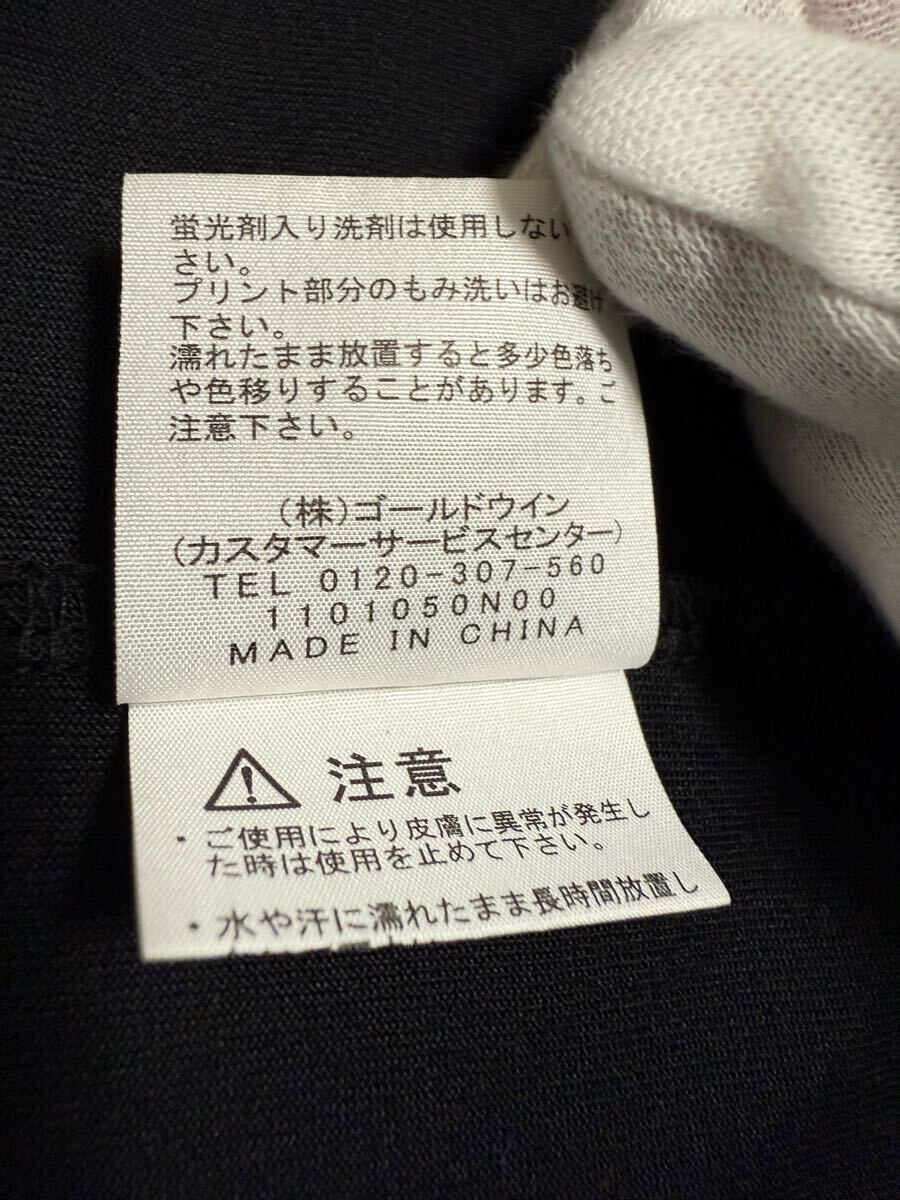 蛍光剤入り洗剤は使用しない
さい。
プリント部分のもみ洗いはお避け
下さい。
濡れたまま放置すると多少色落ち
や色移りすることがあります。ご
注意下さい。
(株)ゴールドウイン
(カスタマーサービスセンター)
TEL 0120-307-560
1101050N00
MADE IN CHINA
注意
・ご使用により皮膚に異常が発生し
た時は使用を止めて下さい。
・水や汗に濡れたまま長時間放置し